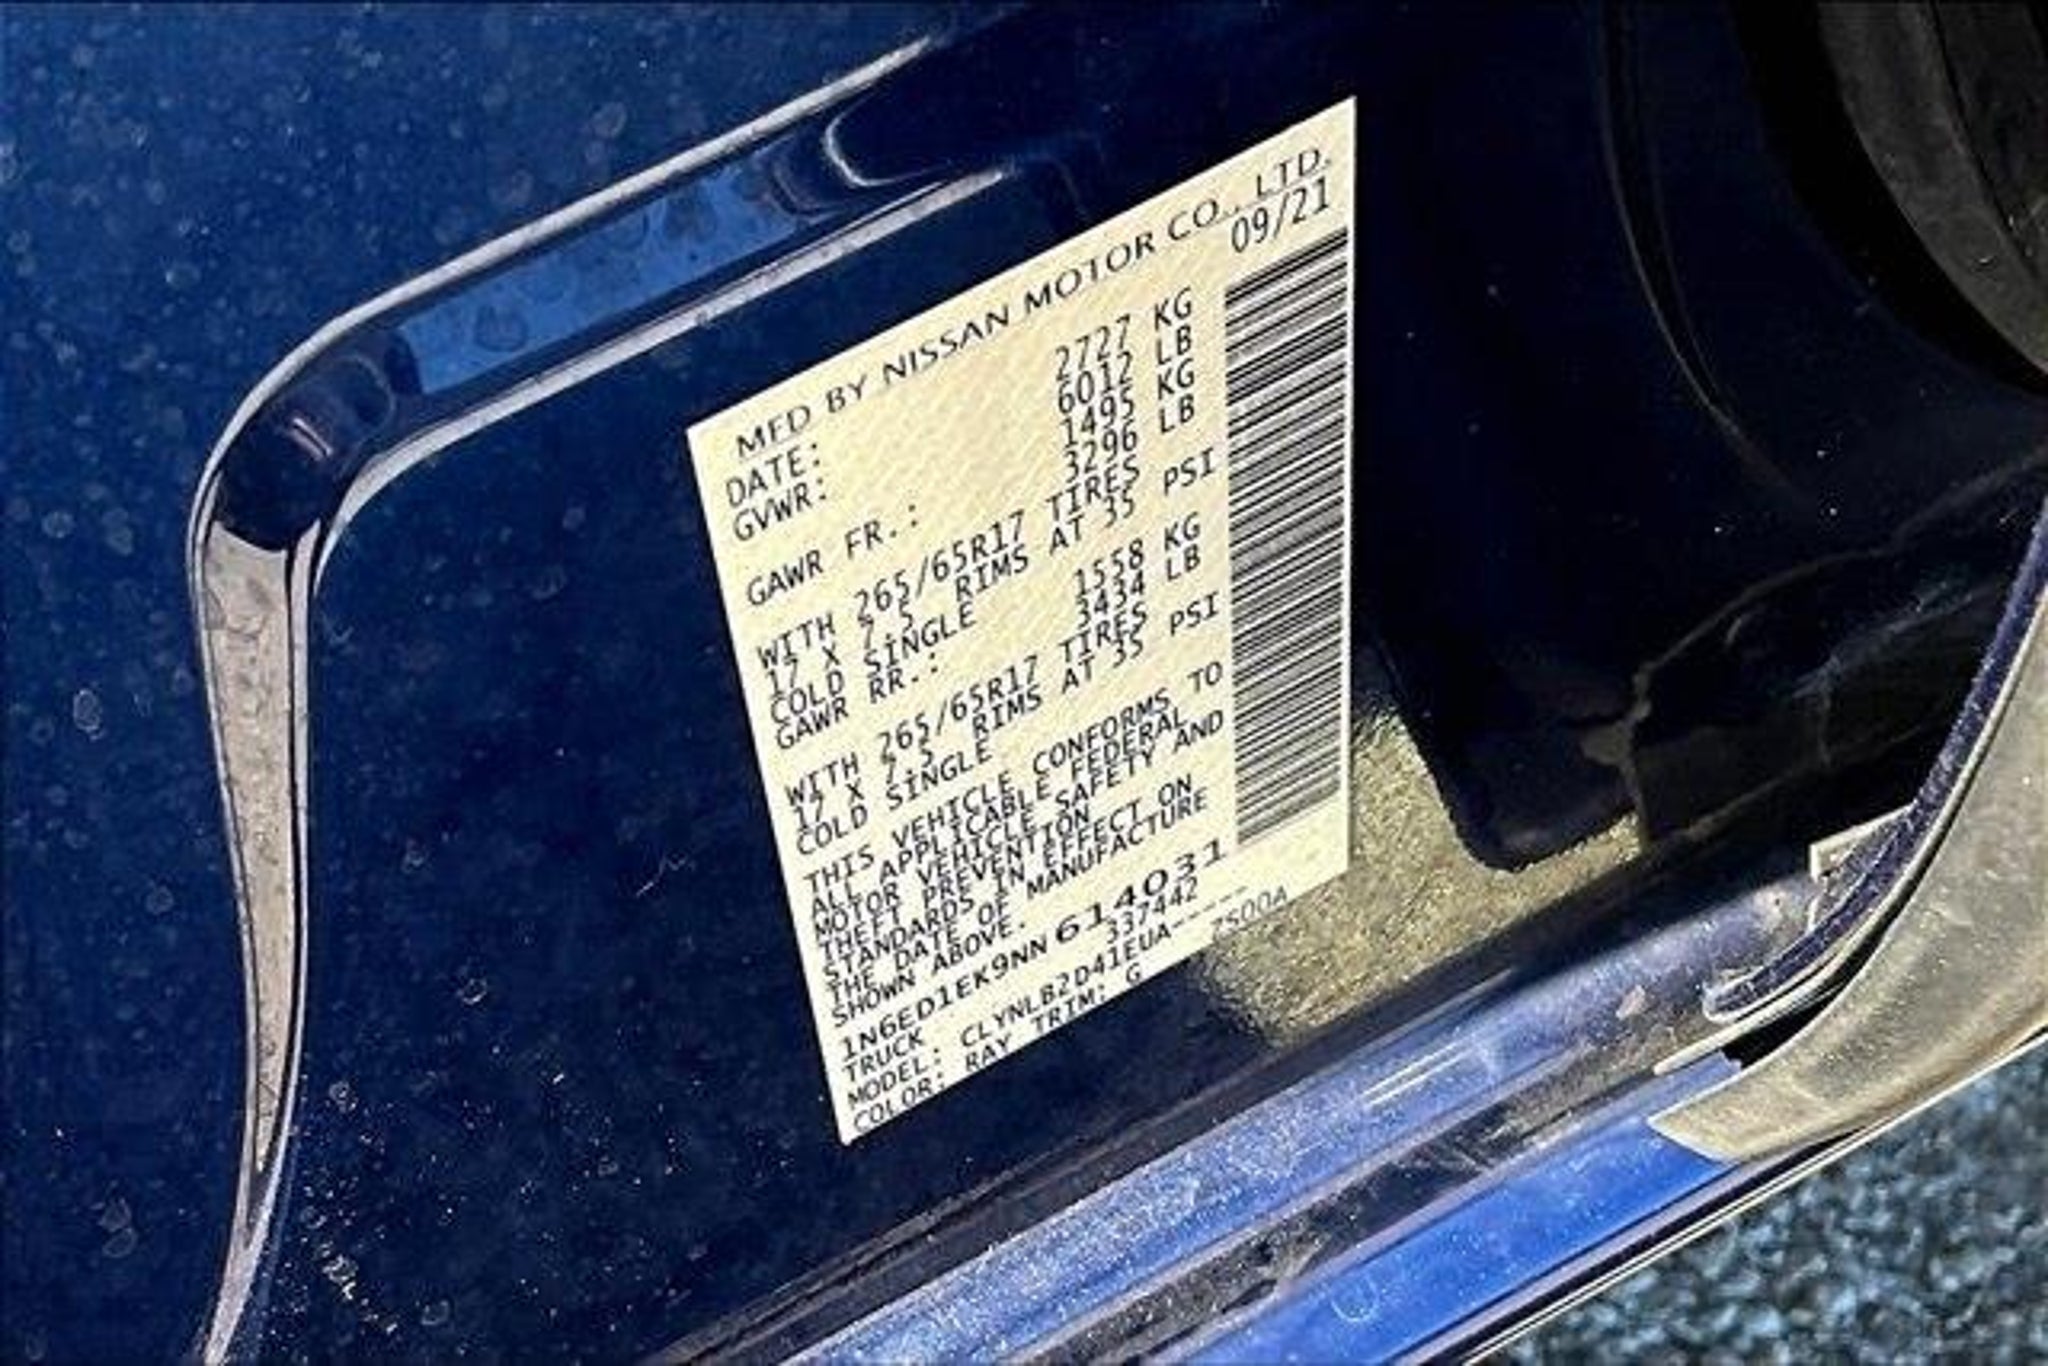 MFD BY NISSAN MOTOR CO., LTD.
DATE: 09/21
GVWR: 2727 KG
6012 LB
GAWR FR.: 1495 KG
3296 LB
WITH 265/65R17 TIRES
17 X 7.5 RIMS AT 35 PSI
COLD SINGLE
GAWR RR.: 1558 KG
3434 LB
WITH 265/65R17 TIRES
17 X 7.5 RIMS AT 35 PSI
COLD SINGLE
THIS VEHICLE CONFORMS TO
ALL APPLICABLE FEDERAL
MOTOR VEHICLE SAFETY AND
THEFT PREVENTION
STANDARDS IN EFFECT ON
THE DATE OF MANUFACTURE
SHOWN ABOVE.
1N6ED1EK9NN614031
TRUCK 337442
MODEL: CLYNLB2D41EUA-----
COLOR: RAY TRIM: G 7S00A